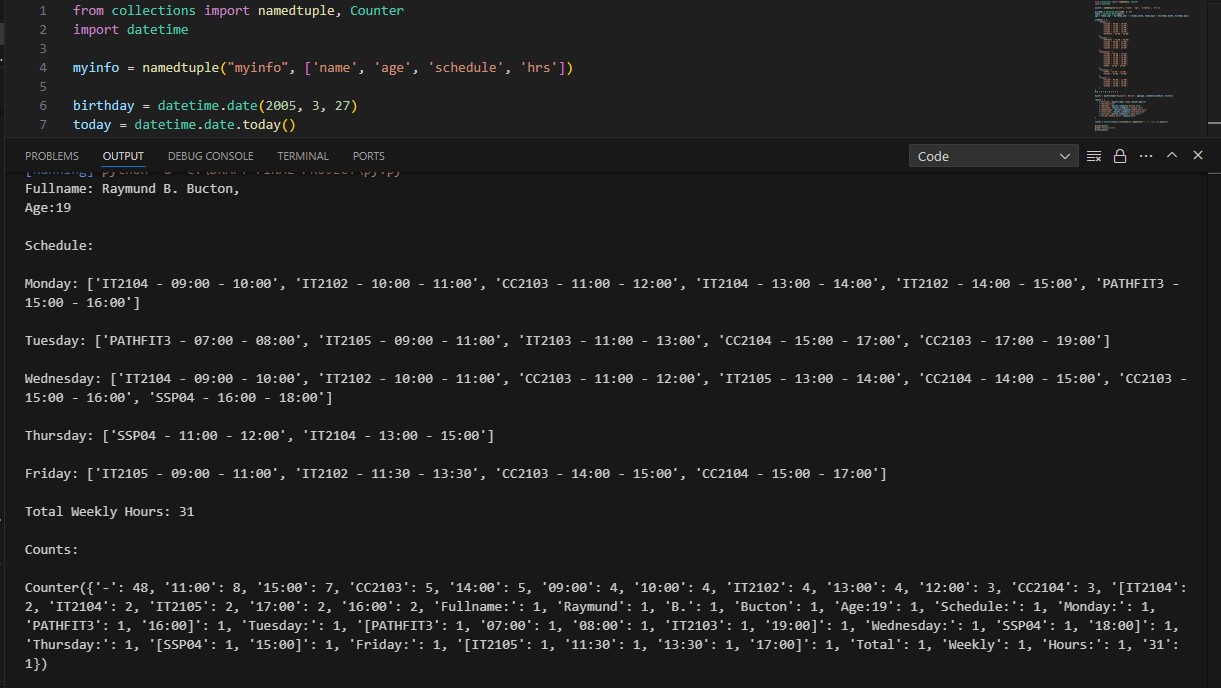 1 from collections import namedtuple, Counter
2 import datetime
3
4 myinfo = namedtuple("myinfo", ['name', 'age', 'schedule', 'hrs'])
5
6 birthday = datetime.date(2005, 3, 27)
7 today = datetime.date.today()
PROBLEMS OUTPUT DEBUG CONSOLE TERMINAL PORTS Code
Fullname: Raymund B. Bucton,
Age:19
Schedule:
Monday: ['IT2104 - 09:00 - 10:00', 'IT2102 - 10:00 - 11:00', 'CC2103 - 11:00 - 12:00', 'IT2104 - 13:00 - 14:00', 'IT2102 - 14:00 - 15:00', 'PATHFIT3 -
15:00 - 16:00']
Tuesday: ['PATHFIT3 - 07:00 - 08:00', 'IT2105 - 09:00 - 11:00', 'IT2103 - 11:00 - 13:00', 'CC2104 - 15:00 - 17:00', 'CC2103 - 17:00 - 19:00']
Wednesday: ['IT2104 - 09:00 - 10:00', 'IT2102 - 10:00 - 11:00', 'CC2103 - 11:00 - 12:00', 'IT2105 - 13:00 - 14:00', 'CC2104 - 14:00 - 15:00', 'CC2103 -
15:00 - 16:00', 'SSP04 - 16:00 - 18:00']
Thursday: ['SSP04 - 11:00 - 12:00', 'IT2104 - 13:00 - 15:00']
Friday: ['IT2105 - 09:00 - 11:00', 'IT2102 - 11:30 - 13:30', 'CC2103 - 14:00 - 15:00', 'CC2104 - 15:00 - 17:00']
Total Weekly Hours: 31
Counts:
Counter({'-': 48, '11:00': 8, '15:00': 7, 'CC2103': 5, '14:00': 5, '09:00': 4, '10:00': 4, 'IT2102': 4, '13:00': 4, '12:00': 3, 'CC2104': 3, '[IT2104':
2, 'IT2104': 2, 'IT2105': 2, '17:00': 2, '16:00': 2, 'Fullname:': 1, 'Raymund': 1, 'B.': 1, 'Bucton': 1, 'Age:19': 1, 'Schedule:': 1, 'Monday:': 1,
'PATHFIT3': 1, '16:00]': 1, 'Tuesday:': 1, '[PATHFIT3': 1, '07:00': 1, '08:00': 1, 'IT2103': 1, '19:00]': 1, 'Wednesday:': 1, 'SSP04': 1, '18:00]': 1,
'Thursday:': 1, '[SSP04': 1, '15:00]': 1, 'Friday:': 1, '[IT2105': 1, '11:30': 1, '13:30': 1, '17:00]': 1, 'Total': 1, 'Weekly': 1, 'Hours:': 1, '31':
1})